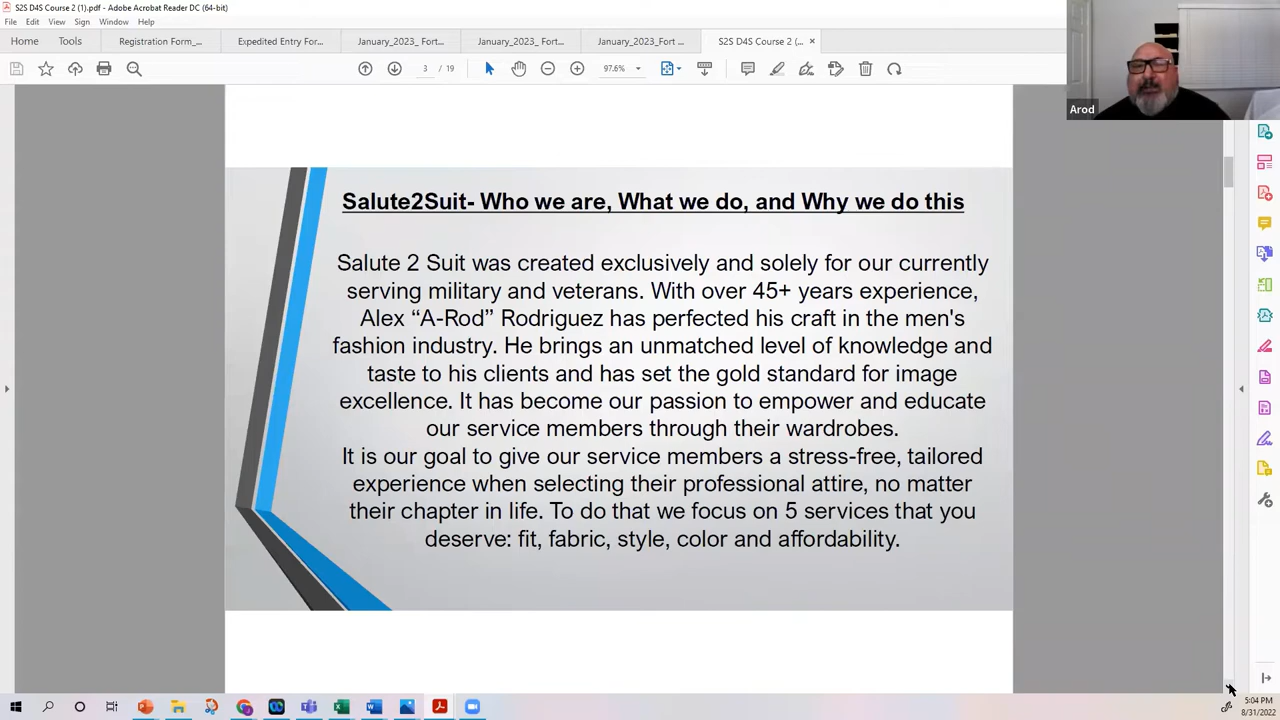 S2S D4S Course 2 (1).pdf - Adobe Acrobat Reader DC (64-bit)
File Edit View Sign Window Help
Home Tools Registration Form_... Expedited Entry For... January_2023_ Fort... January_2023_ Fort... January_2023_Fort ... S2S D4S Course 2 (... ×
3 / 19 97.6%
Arod
Salute2Suit- Who we are, What we do, and Why we do this
Salute 2 Suit was created exclusively and solely for our currently
serving military and veterans. With over 45+ years experience,
Alex “A-Rod” Rodriguez has perfected his craft in the men's
fashion industry. He brings an unmatched level of knowledge and
taste to his clients and has set the gold standard for image
excellence. It has become our passion to empower and educate
our service members through their wardrobes.
It is our goal to give our service members a stress-free, tailored
experience when selecting their professional attire, no matter
their chapter in life. To do that we focus on 5 services that you
deserve: fit, fabric, style, color and affordability.
5:04 PM
8/31/2022